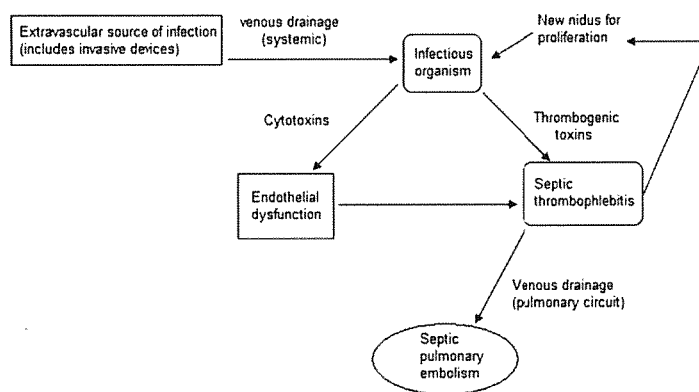 Extravascular source of infection
(includes invasive devices)
venous drainage
(systemic)
Infectious
organism
New nidus for
proliferation
Cytotoxins
Thrombogenic
toxins
Endothelial
dysfunction
Septic
thrombophlebitis
Venous drainage
(pulmonary circuit)
Septic
pulmonary
embolism